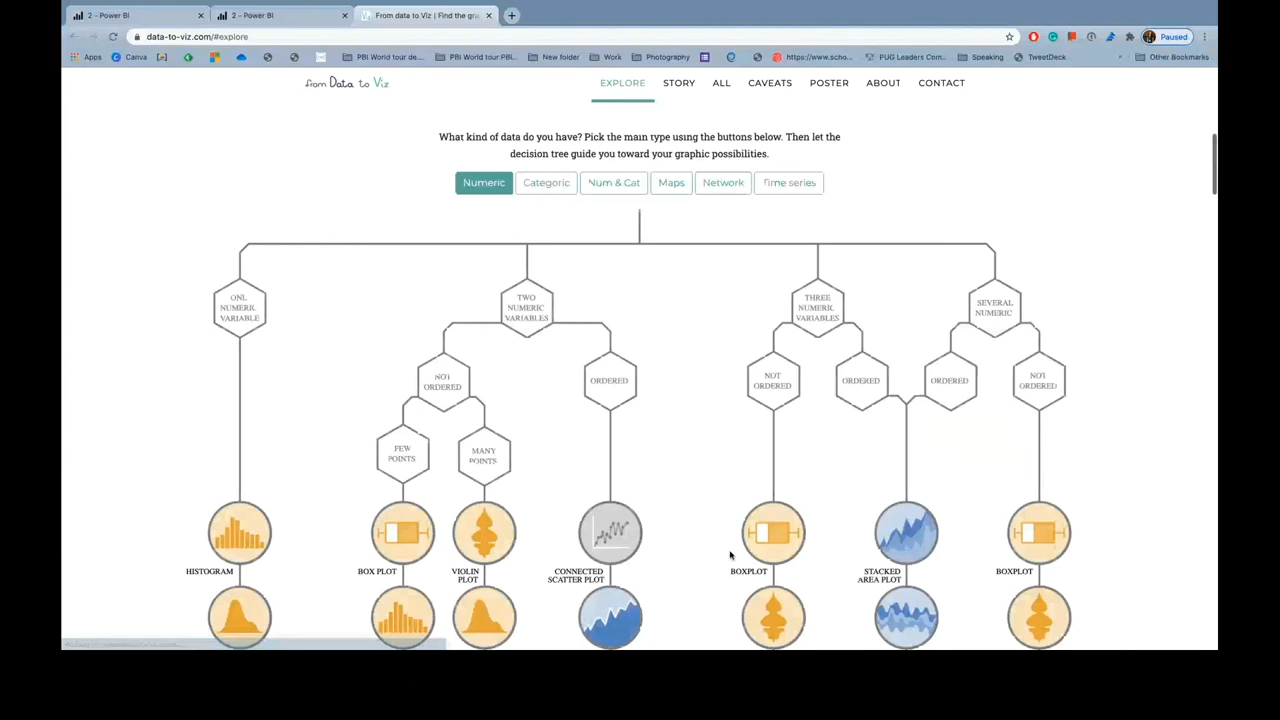 2 - Power BI
2 - Power BI
From data to Viz | Find the gra
data-to-viz.com/#explore
Paused
Apps
Canva
PBI World tour de...
PBI World tour PBI...
New folder
Work
Photography
https://www.scho...
PUG Leaders Com...
Speaking
TweetDeck
Other Bookmarks
from Data to Viz
EXPLORE
STORY
ALL
CAVEATS
POSTER
ABOUT
CONTACT
What kind of data do you have? Pick the main type using the buttons below. Then let the
decision tree guide you toward your graphic possibilities.
Numeric
Categoric
Num & Cat
Maps
Network
Time series
ONE
NUMERIC
VARIABLE
TWO
NUMERIC
VARIABLES
THREE
NUMERIC
VARIABLES
SEVERAL
NUMERIC
NOT
ORDERED
ORDERED
NOT
ORDERED
ORDERED
ORDERED
NOT
ORDERED
FEW
POINTS
MANY
POINTS
HISTOGRAM
BOX PLOT
VIOLIN
PLOT
CONNECTED
SCATTER PLOT
BOXPLOT
STACKED
AREA PLOT
BOXPLOT